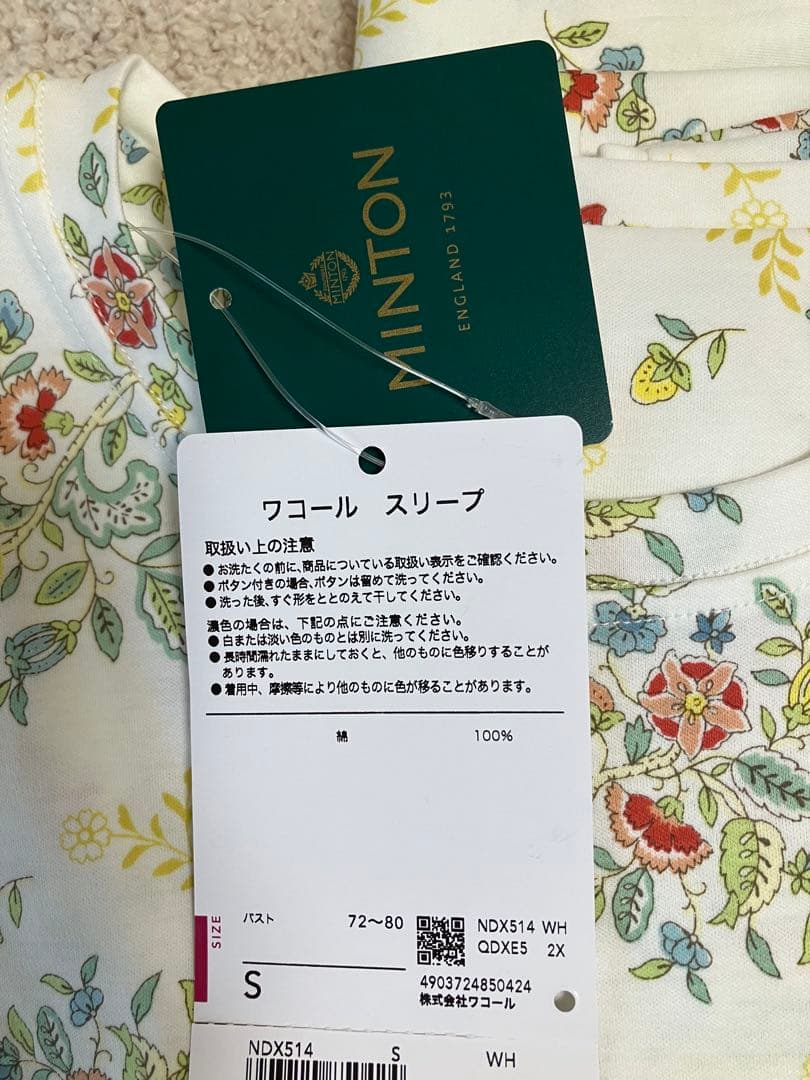 MINTON
ENGLAND 1793
MINTON
ワコール スリープ
取扱い上の注意
●お洗たくの前に、商品についている取扱い表示をご確認ください。
●ボタン付きの場合、ボタンは留めて洗ってください。
●洗った後、すぐ形をととのえて干してください。
濃色の場合は、下記の点にご注意ください。
●白または淡い色のものとは別に洗ってください。
●長時間濡れたままにしておくと、他のものに色移りすることが
あります。
●着用中、摩擦等により他のものに色が移ることがあります。
綿 100%
SIZE
バスト 72〜80
S
NDX514 WH
QDXE5 2X
4903724850424
株式会社ワコール
NDX514 S WH